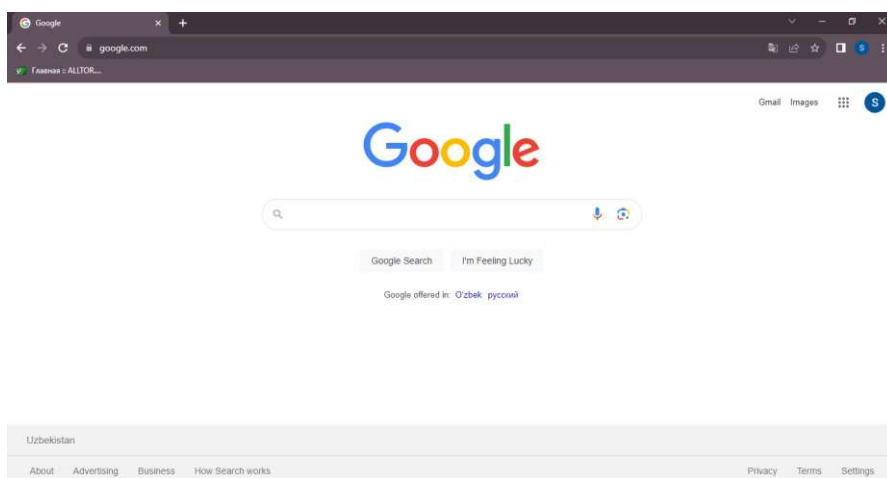 Google
google.com
S
Главная :: ALLTOR....
Gmail Images S
Google
Google Search I'm Feeling Lucky
Google offered in: O'zbek русский
Uzbekistan
About Advertising Business How Search works Privacy Terms Settings